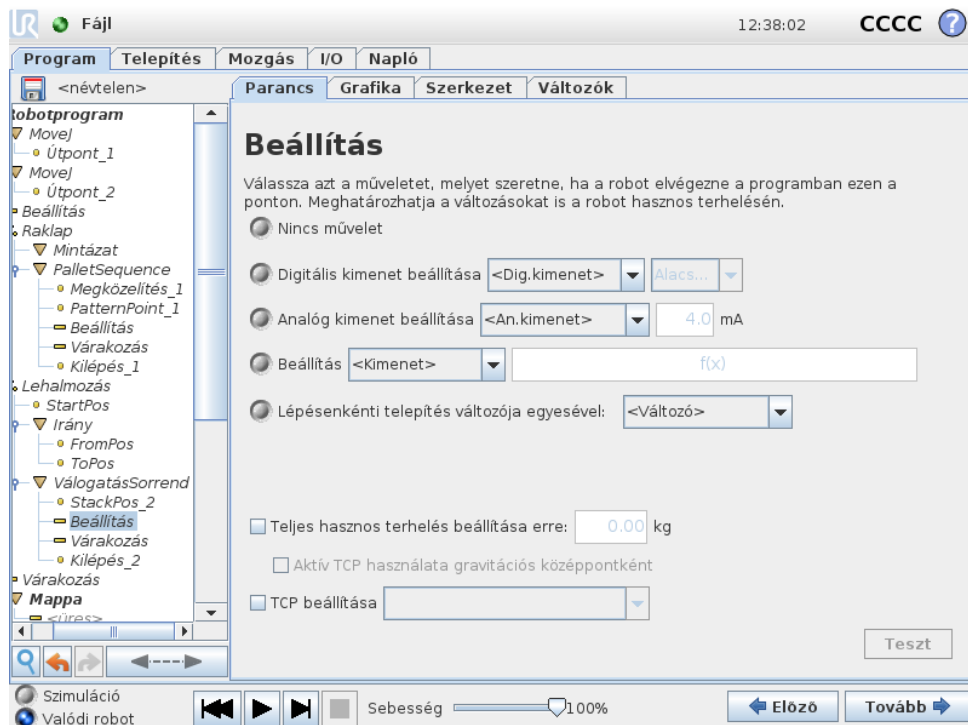 UR Fájl 12:38:02 CCCC ?
Program Telepítés Mozgás I/O Napló
<névtelen>
Robotprogram
MoveJ
Útpont_1
MoveJ
Útpont_2
Beállítás
Raklap
Mintázat
PalletSequence
Megközelítés_1
PatternPoint_1
Beállítás
Várakozás
Kilépés_1
Lehalmozás
StartPos
Irány
FromPos
ToPos
VálogatásSorrend
StackPos_2
Beállítás
Várakozás
Kilépés_2
Várakozás
Mappa
<üres>
Parancs Grafika Szerkezet Változók
Beállítás
Válassza azt a műveletet, melyet szeretne, ha a robot elvégezne a programban ezen a
ponton. Meghatározhatja a változásokat is a robot hasznos terhelésén.
Nincs művelet
Digitális kimenet beállítása <Dig.kimenet> Alacs...
Analóg kimenet beállítása <An.kimenet> 4.0 mA
Beállítás <Kimenet> f(x)
Lépésenkénti telepítés változója egyesével: <Változó>
Teljes hasznos terhelés beállítása erre: 0.00 kg
Aktív TCP használata gravitációs középpontként
TCP beállítása
Teszt
Szimuláció
Valódi robot
Sebesség 100%
Előző Tovább